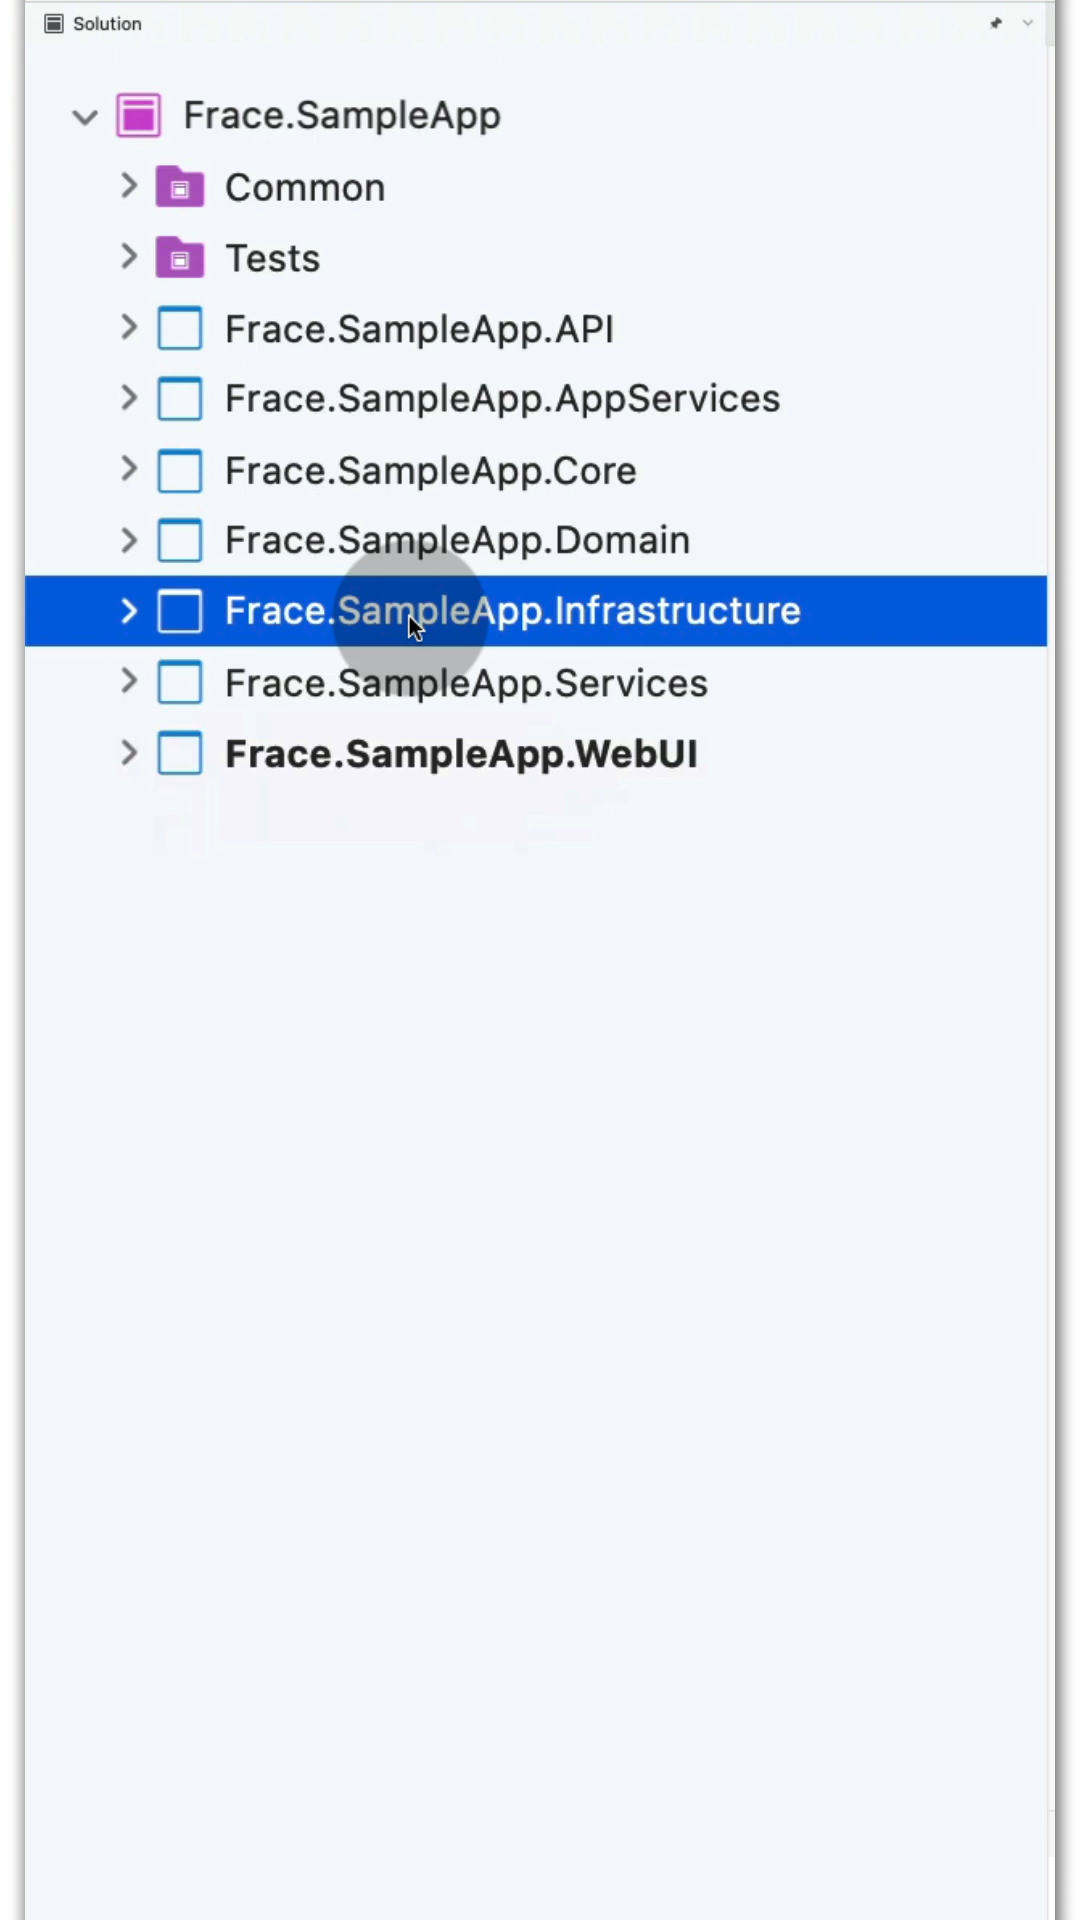 Solution
Frace.SampleApp
Common
Tests
Frace.SampleApp.API
Frace.SampleApp.AppServices
Frace.SampleApp.Core
Frace.SampleApp.Domain
Frace.SampleApp.Infrastructure
Frace.SampleApp.Services
Frace.SampleApp.WebUI